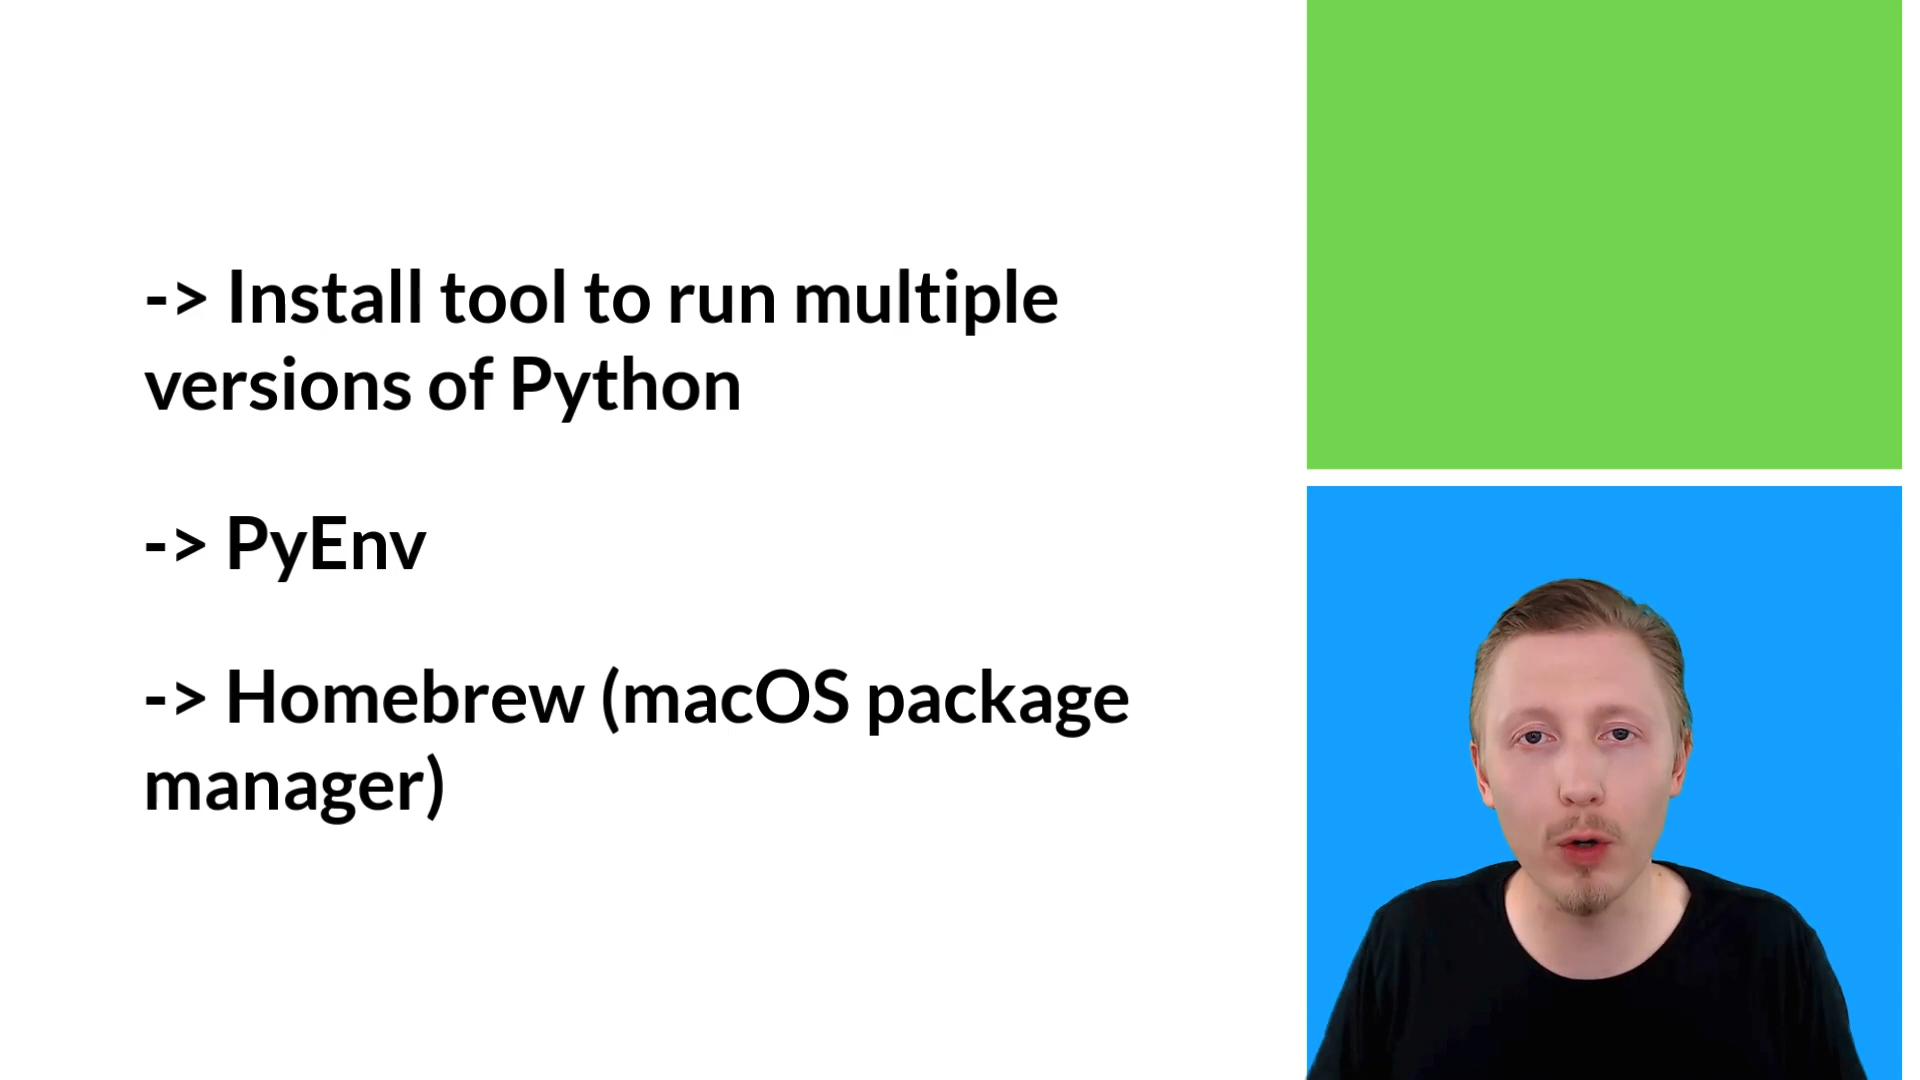 -> Install tool to run multiple
versions of Python
-> PyEnv
-> Homebrew (macOS package
manager)